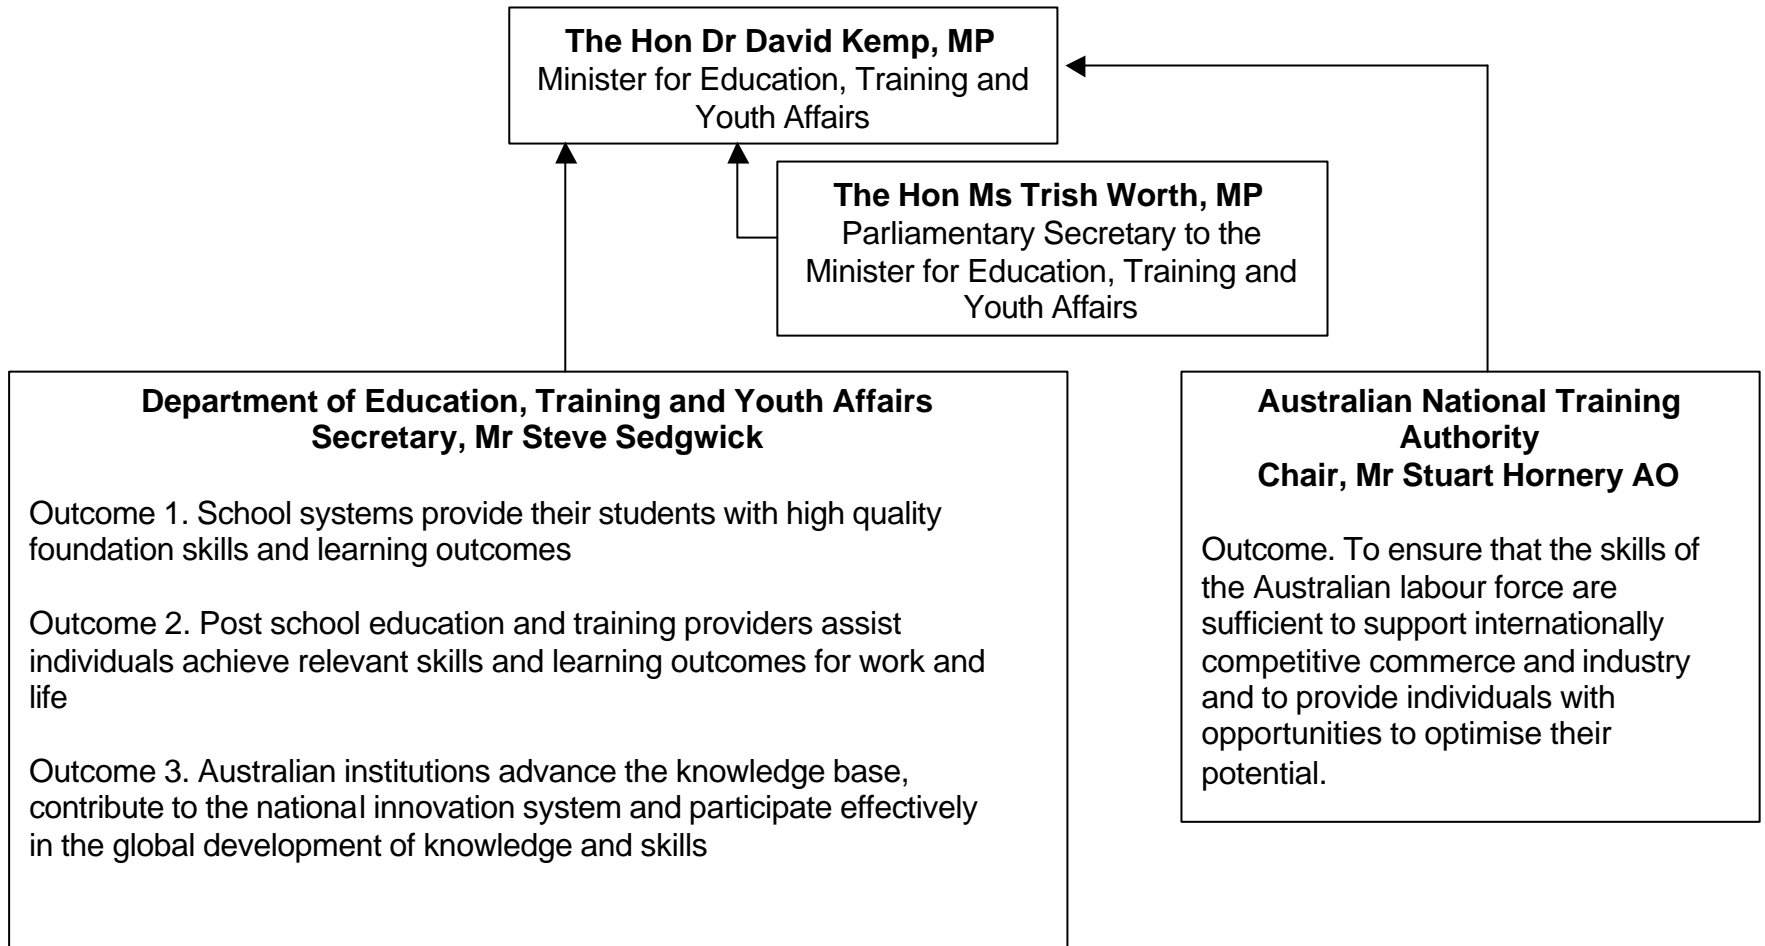 The Hon Dr David Kemp, MP
Minister for Education, Training and
Youth Affairs
The Hon Ms Trish Worth, MP
Parliamentary Secretary to the
Minister for Education, Training and
Youth Affairs
Department of Education, Training and Youth Affairs
Secretary, Mr Steve Sedgwick
Outcome 1. School systems provide their students with high quality
foundation skills and learning outcomes
Outcome 2. Post school education and training providers assist
individuals achieve relevant skills and learning outcomes for work and
life
Outcome 3. Australian institutions advance the knowledge base,
contribute to the national innovation system and participate effectively
in the global development of knowledge and skills
Australian National Training
Authority
Chair, Mr Stuart Hornery AO
Outcome. To ensure that the skills of
the Australian labour force are
sufficient to support internationally
competitive commerce and industry
and to provide individuals with
opportunities to optimise their
potential.